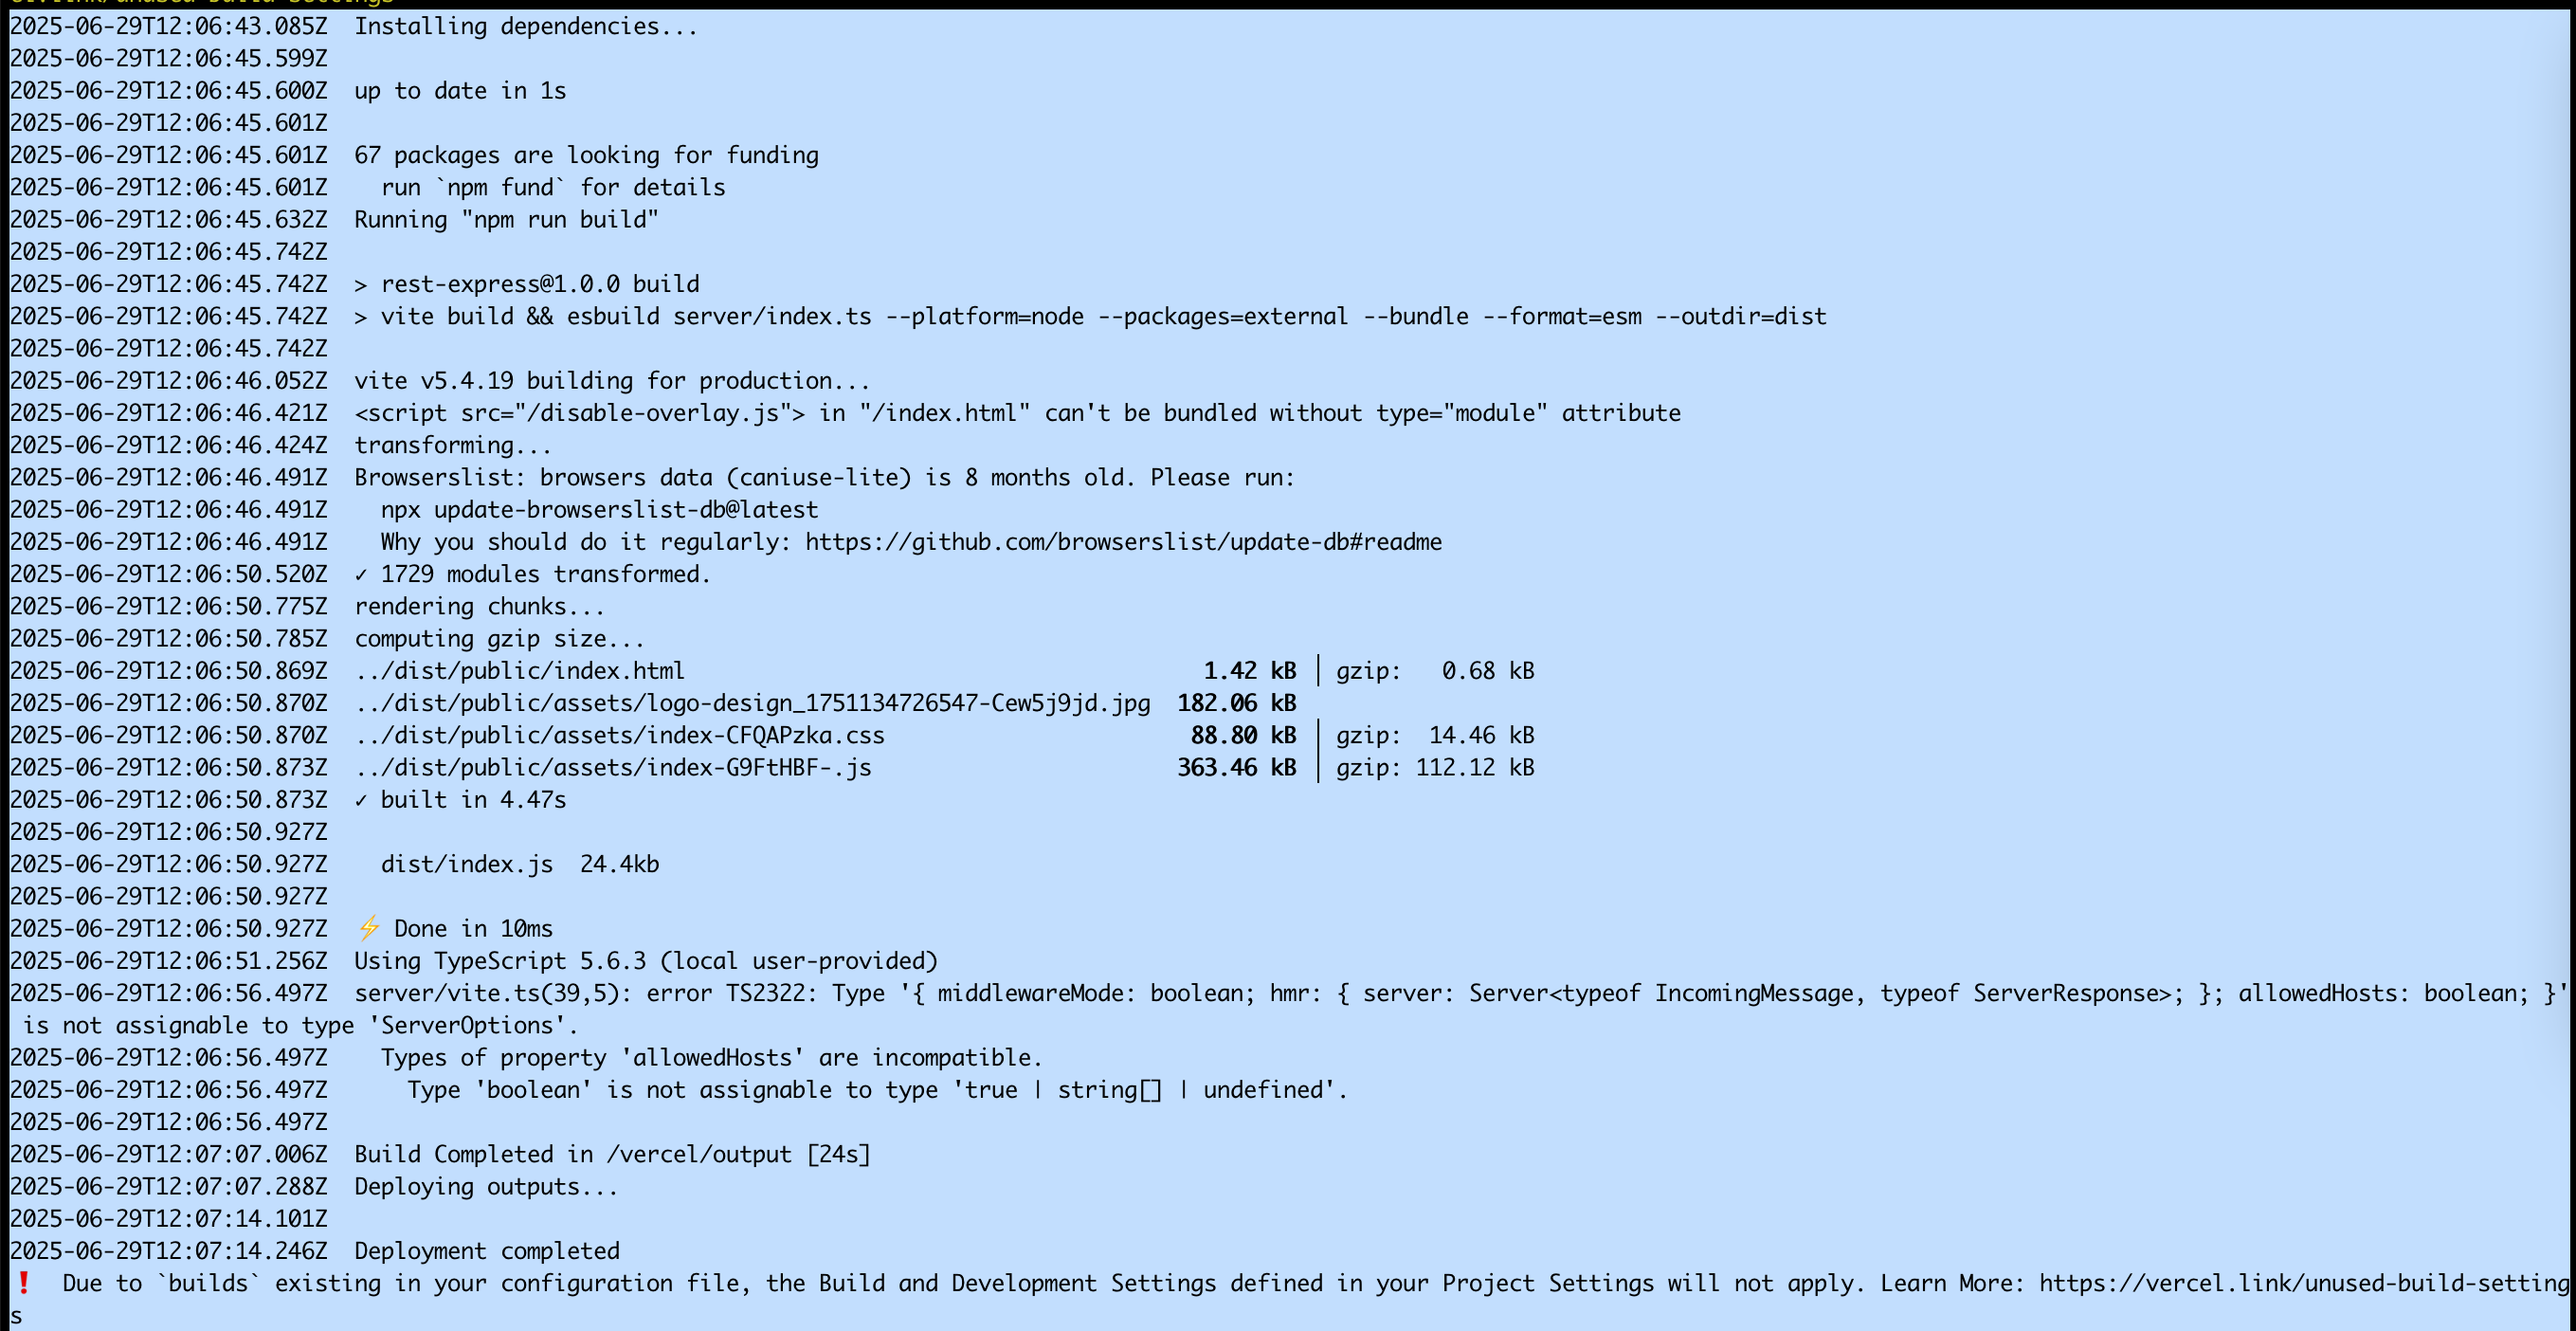 2025-06-29T12:06:43.085Z  Installing dependencies...
2025-06-29T12:06:45.599Z
2025-06-29T12:06:45.600Z  up to date in 1s
2025-06-29T12:06:45.601Z
2025-06-29T12:06:45.601Z  67 packages are looking for funding
2025-06-29T12:06:45.601Z    run `npm fund` for details
2025-06-29T12:06:45.632Z  Running "npm run build"
2025-06-29T12:06:45.742Z
2025-06-29T12:06:45.742Z  > rest-express@1.0.0 build
2025-06-29T12:06:45.742Z  > vite build && esbuild server/index.ts --platform=node --packages=external --bundle --format=esm --outdir=dist
2025-06-29T12:06:45.742Z
2025-06-29T12:06:46.052Z  vite v5.4.19 building for production...
2025-06-29T12:06:46.421Z  <script src="/disable-overlay.js"> in "/index.html" can't be bundled without type="module" attribute
2025-06-29T12:06:46.424Z  transforming...
2025-06-29T12:06:46.491Z  Browserslist: browsers data (caniuse-lite) is 8 months old. Please run:
2025-06-29T12:06:46.491Z    npx update-browserslist-db@latest
2025-06-29T12:06:46.491Z    Why you should do it regularly: https://github.com/browserslist/update-db#readme
2025-06-29T12:06:50.520Z  ✓ 1729 modules transformed.
2025-06-29T12:06:50.775Z  rendering chunks...
2025-06-29T12:06:50.785Z  computing gzip size...
2025-06-29T12:06:50.869Z  ../dist/public/index.html                                       1.42 kB │ gzip:   0.68 kB
2025-06-29T12:06:50.870Z  ../dist/public/assets/logo-design_1751134726547-Cew5j9jd.jpg  182.06 kB
2025-06-29T12:06:50.870Z  ../dist/public/assets/index-CFQAPzka.css                       88.80 kB │ gzip:  14.46 kB
2025-06-29T12:06:50.873Z  ../dist/public/assets/index-G9FtHBF-.js                       363.46 kB │ gzip: 112.12 kB
2025-06-29T12:06:50.873Z  ✓ built in 4.47s
2025-06-29T12:06:50.927Z
2025-06-29T12:06:50.927Z    dist/index.js  24.4kb
2025-06-29T12:06:50.927Z
2025-06-29T12:06:50.927Z  ⚡ Done in 10ms
2025-06-29T12:06:51.256Z  Using TypeScript 5.6.3 (local user-provided)
2025-06-29T12:06:56.497Z  server/vite.ts(39,5): error TS2322: Type '{ middlewareMode: boolean; hmr: { server: Server<typeof IncomingMessage, typeof ServerResponse>; }; allowedHosts: boolean; }'
 is not assignable to type 'ServerOptions'.
2025-06-29T12:06:56.497Z    Types of property 'allowedHosts' are incompatible.
2025-06-29T12:06:56.497Z      Type 'boolean' is not assignable to type 'true | string[] | undefined'.
2025-06-29T12:06:56.497Z
2025-06-29T12:07:07.006Z  Build Completed in /vercel/output [24s]
2025-06-29T12:07:07.288Z  Deploying outputs...
2025-06-29T12:07:14.101Z
2025-06-29T12:07:14.246Z  Deployment completed
❗  Due to `builds` existing in your configuration file, the Build and Development Settings defined in your Project Settings will not apply. Learn More: https://vercel.link/unused-build-setting
s